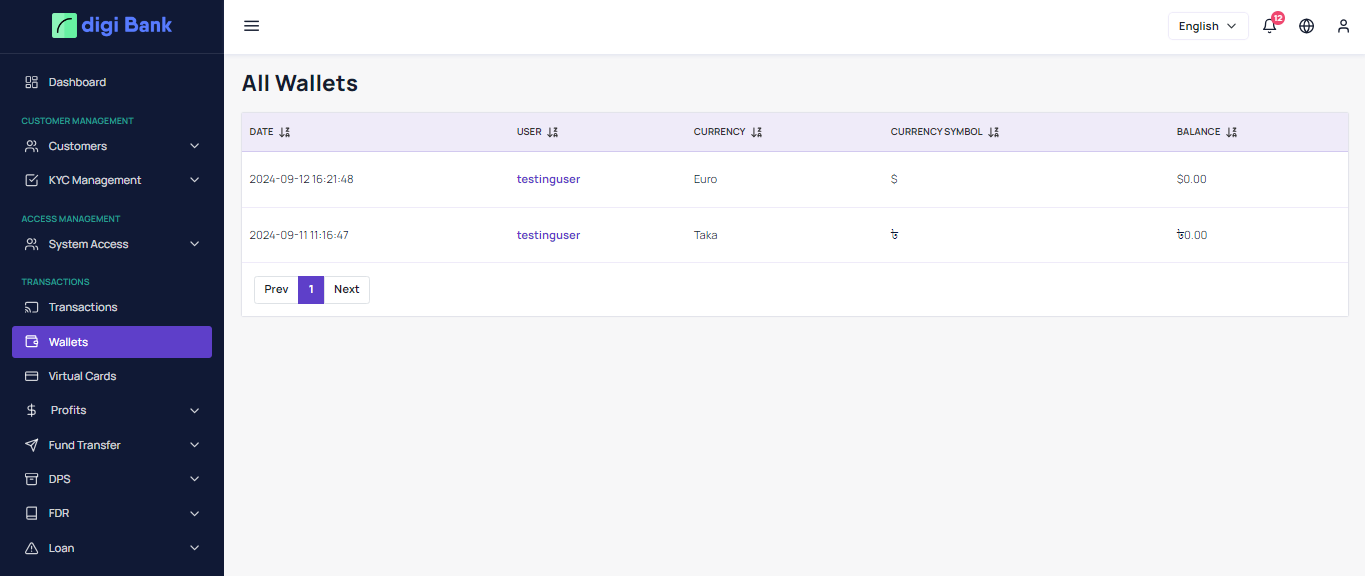 digi Bank
English
12
Dashboard
CUSTOMER MANAGEMENT
Customers
KYC Management
ACCESS MANAGEMENT
System Access
TRANSACTIONS
Transactions
Wallets
Virtual Cards
Profits
Fund Transfer
DPS
FDR
Loan
All Wallets
DATE USER CURRENCY CURRENCY SYMBOL BALANCE
2024-09-12 16:21:48 testinguser Euro $ $0.00
2024-09-11 11:16:47 testinguser Taka ৳ ৳0.00
Prev 1 Next